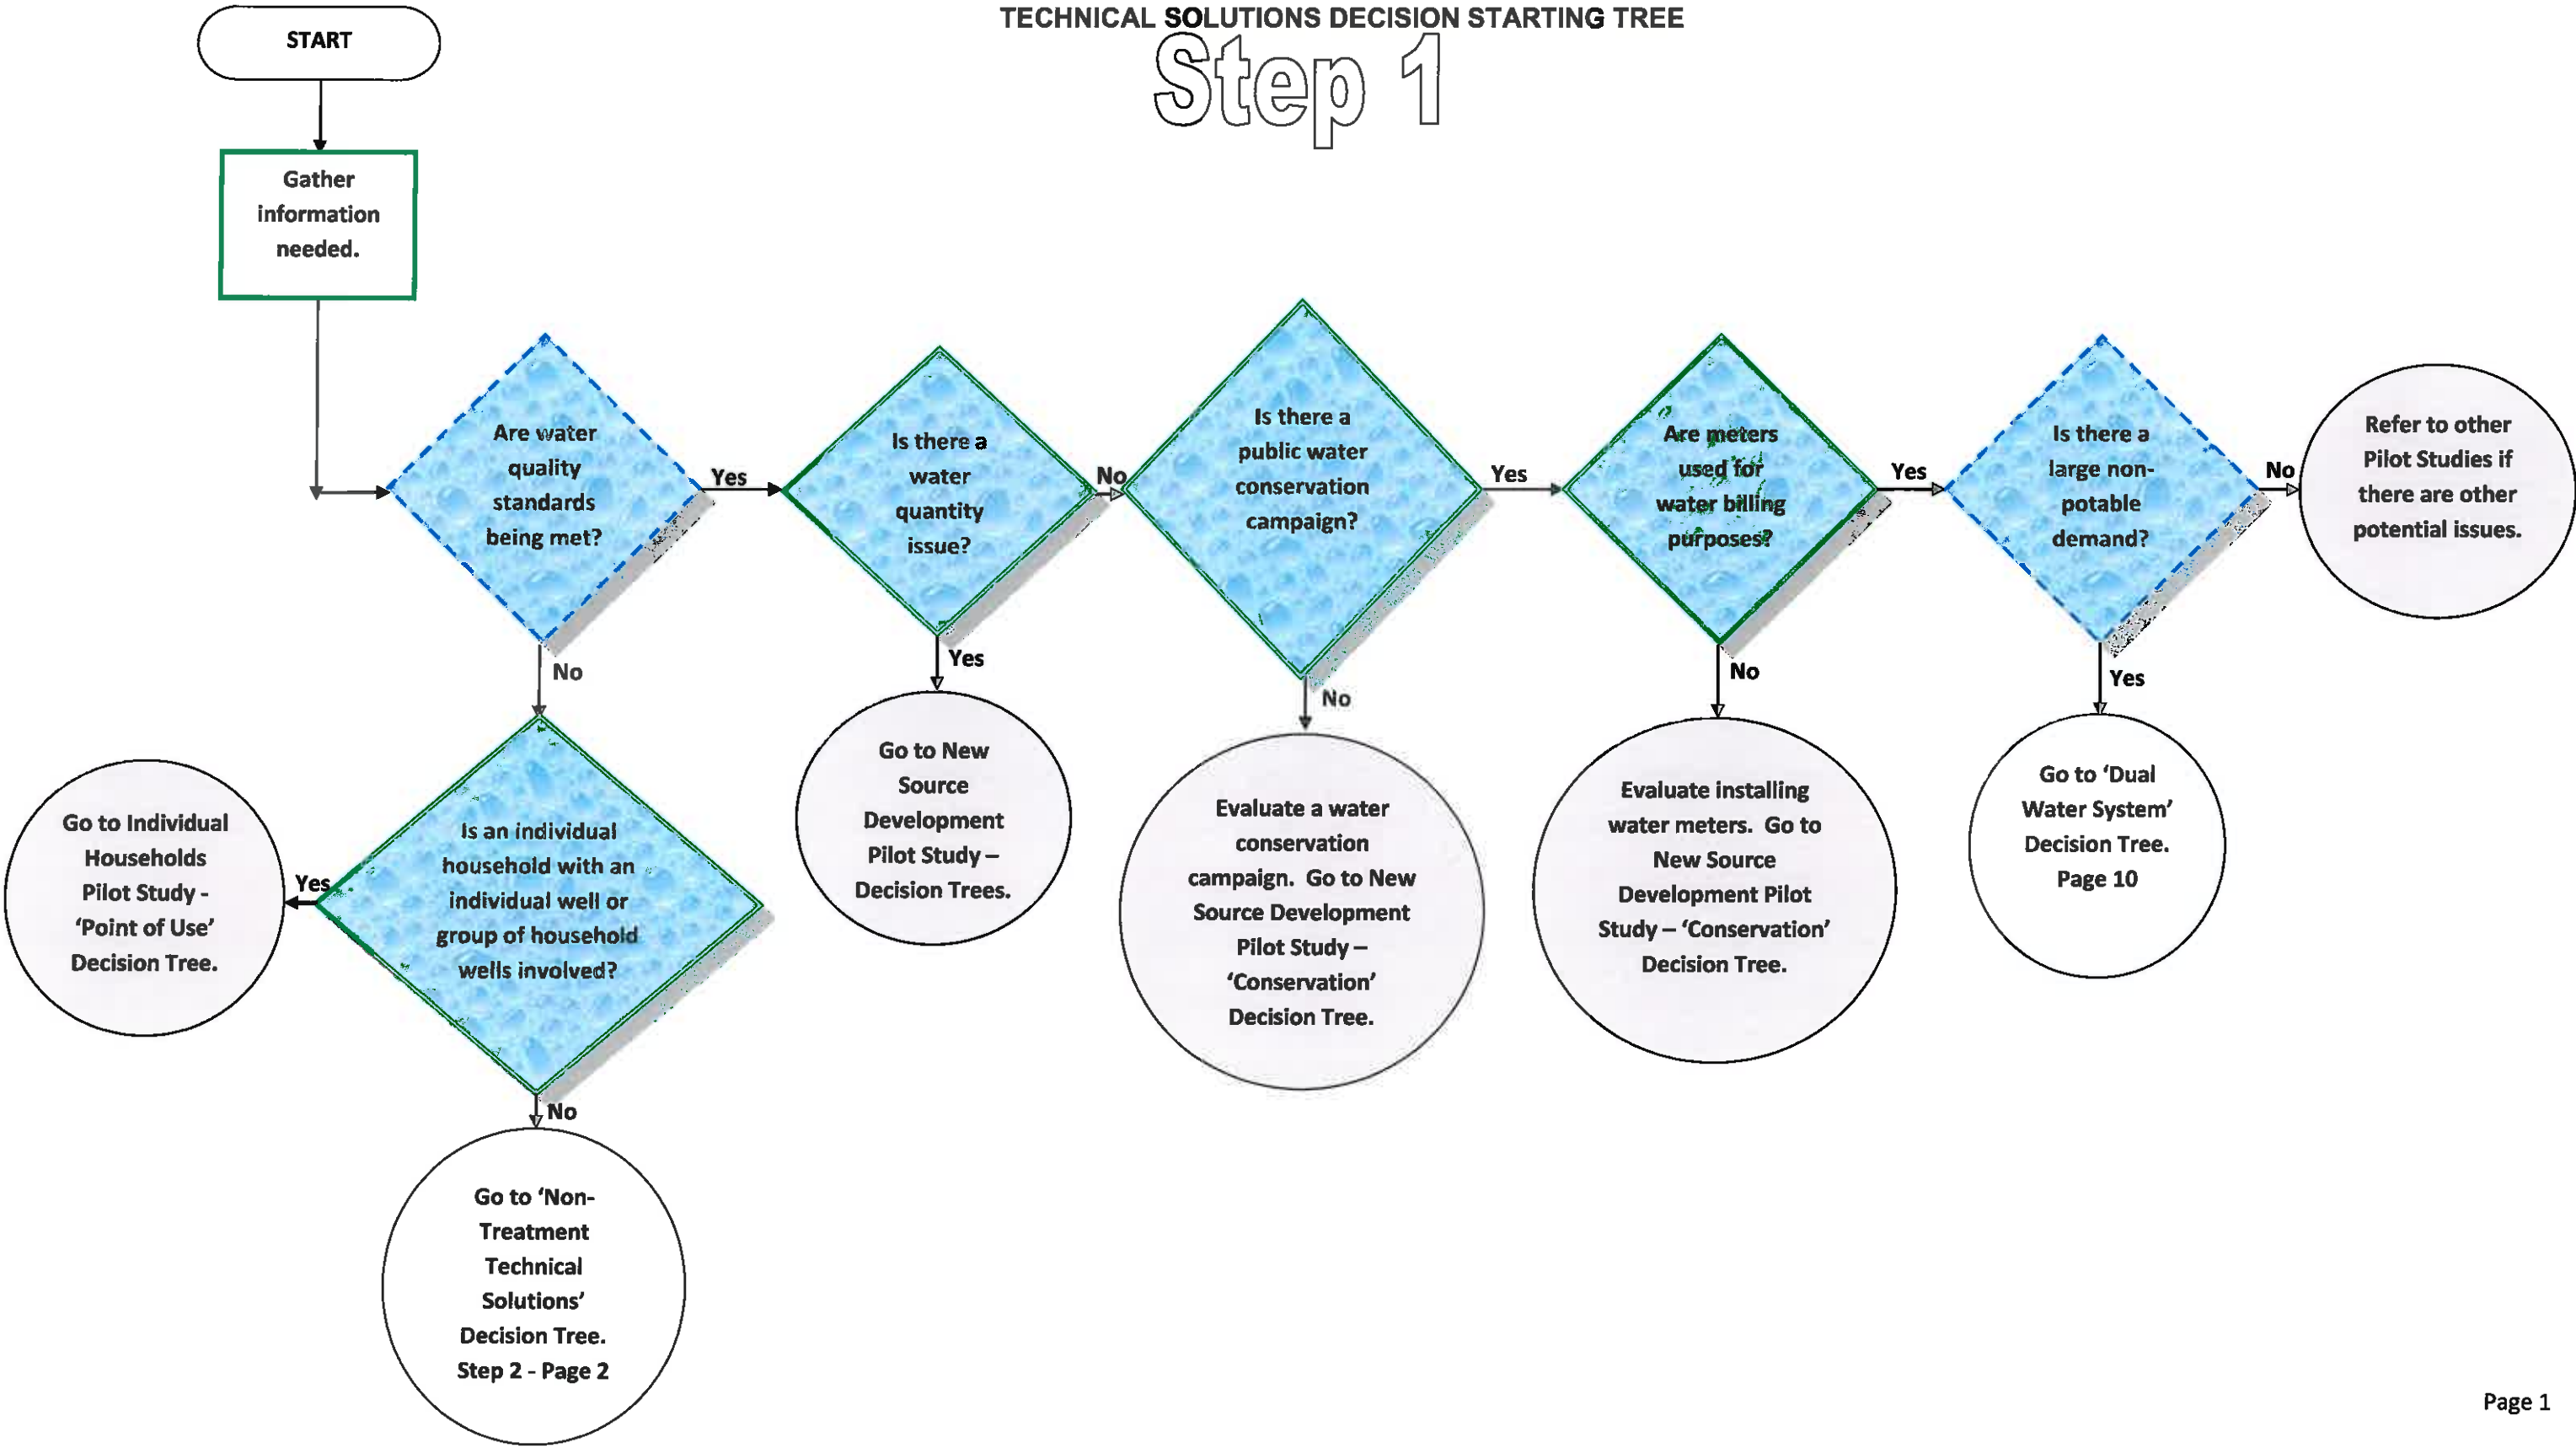 TECHNICAL SOLUTIONS DECISION STARTING TREE
Step 1
START
Gather
information
needed.
Are water
quality
standards
being met?
Yes
Is there a
water
quantity
issue?
No
Is there a
public water
conservation
campaign?
Yes
Are meters
used for
water billing
purposes?
Yes
Is there a
large non-
potable
demand?
No
Refer to other
Pilot Studies if
there are other
potential issues.
No
Yes
No
No
Yes
Go to Individual
Households
Pilot Study -
‘Point of Use’
Decision Tree.
Yes
Is an individual
household with an
individual well or
group of household
wells involved?
Go to New
Source
Development
Pilot Study –
Decision Trees.
Evaluate a water
conservation
campaign. Go to New
Source Development
Pilot Study –
‘Conservation’
Decision Tree.
Evaluate installing
water meters. Go to
New Source
Development Pilot
Study – ‘Conservation’
Decision Tree.
Go to ‘Dual
Water System’
Decision Tree.
Page 10
No
Go to ‘Non-
Treatment
Technical
Solutions’
Decision Tree.
Step 2 - Page 2
Page 1